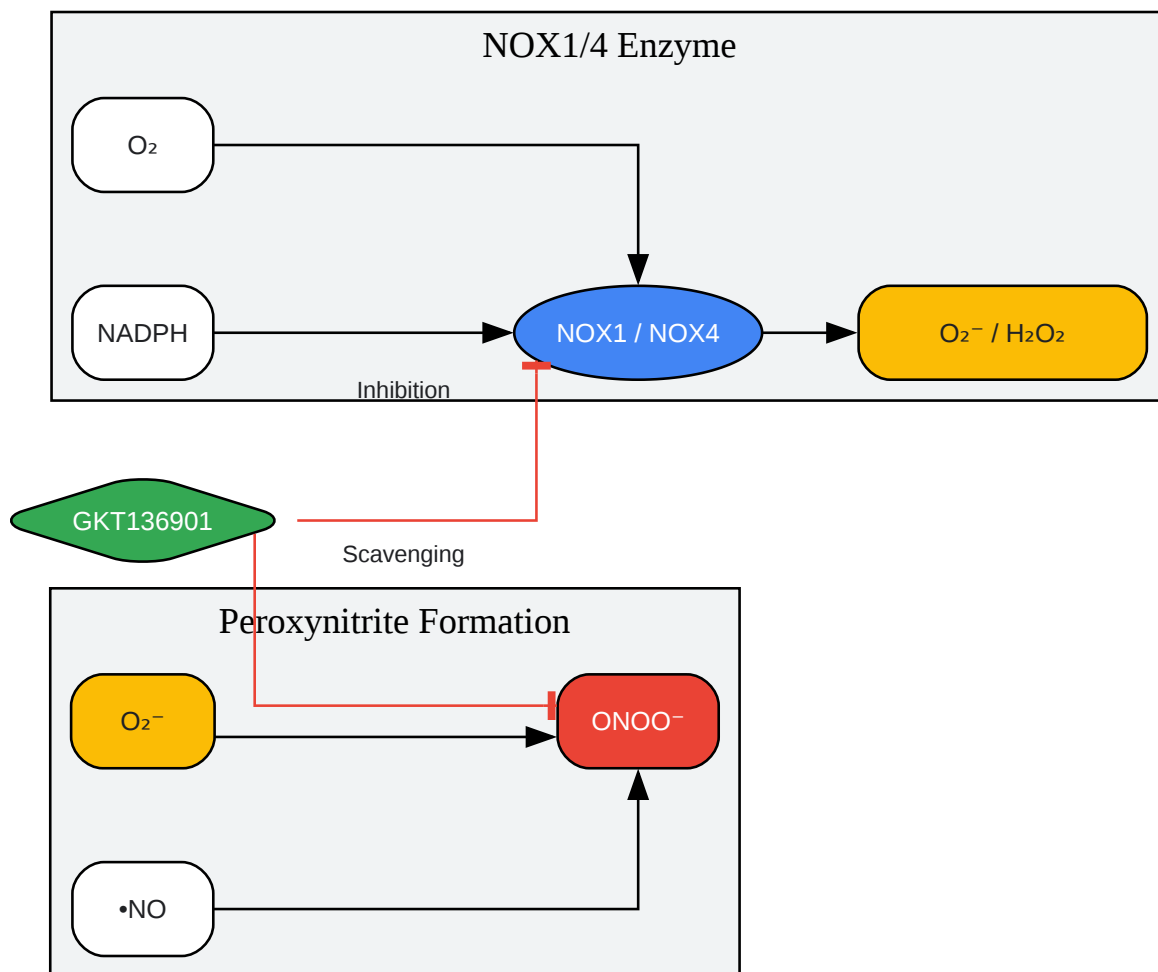 NOX1/4 Enzyme
O₂
NADPH
NOX1 / NOX4
O₂⁻ / H₂O₂
Inhibition
GKT136901
Scavenging
Peroxynitrite Formation
O₂⁻
ONOO⁻
•NO